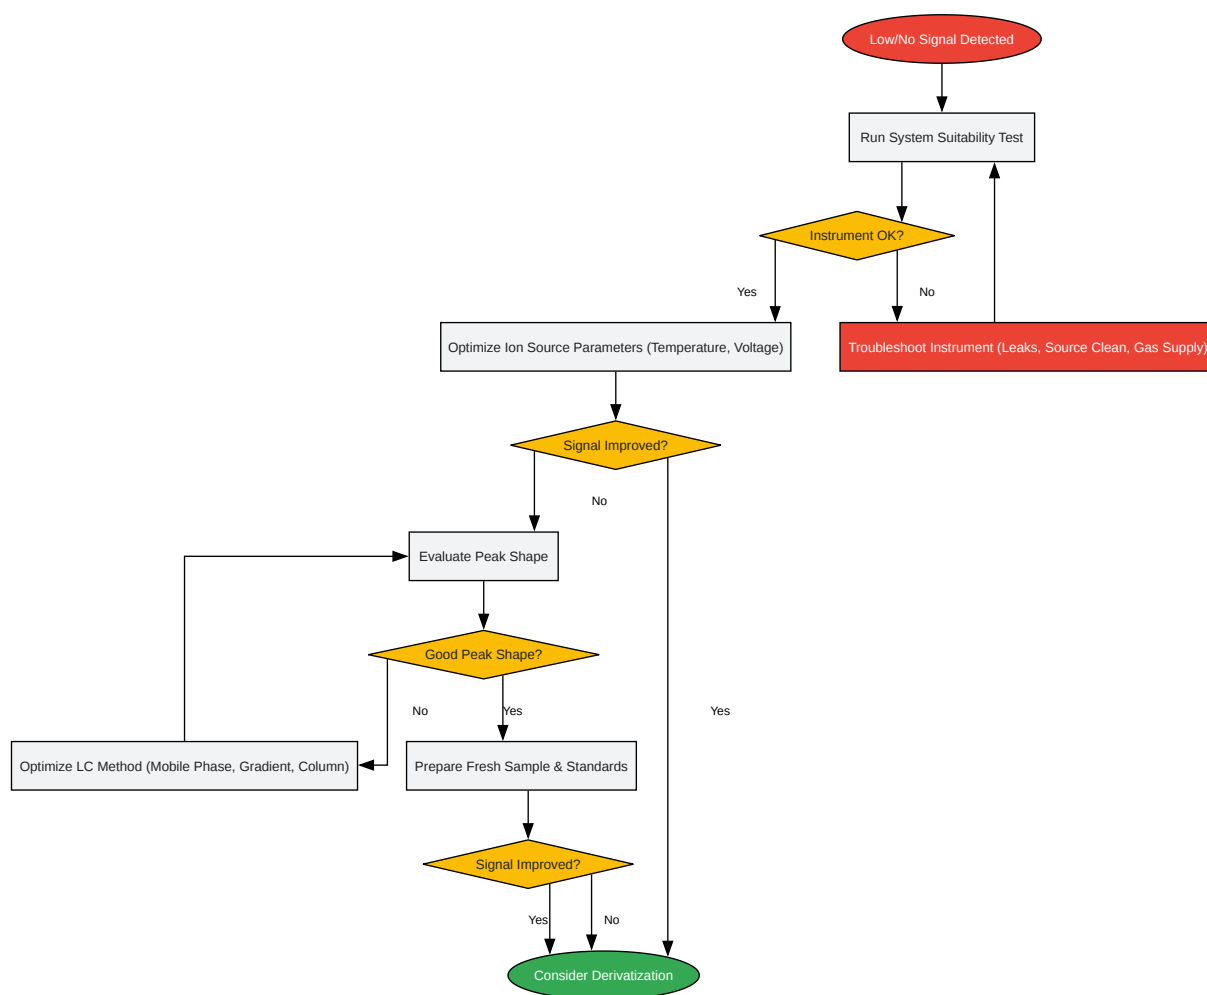 Low/No Signal Detected
Run System Suitability Test
Instrument OK?
Yes
No
Optimize Ion Source Parameters (Temperature, Voltage)
Troubleshoot Instrument (Leaks, Source Clean, Gas Supply)
Signal Improved?
No
Evaluate Peak Shape
Good Peak Shape?
No
Yes
Yes
Optimize LC Method (Mobile Phase, Gradient, Column)
Prepare Fresh Sample & Standards
Signal Improved?
Yes
No
Consider Derivatization